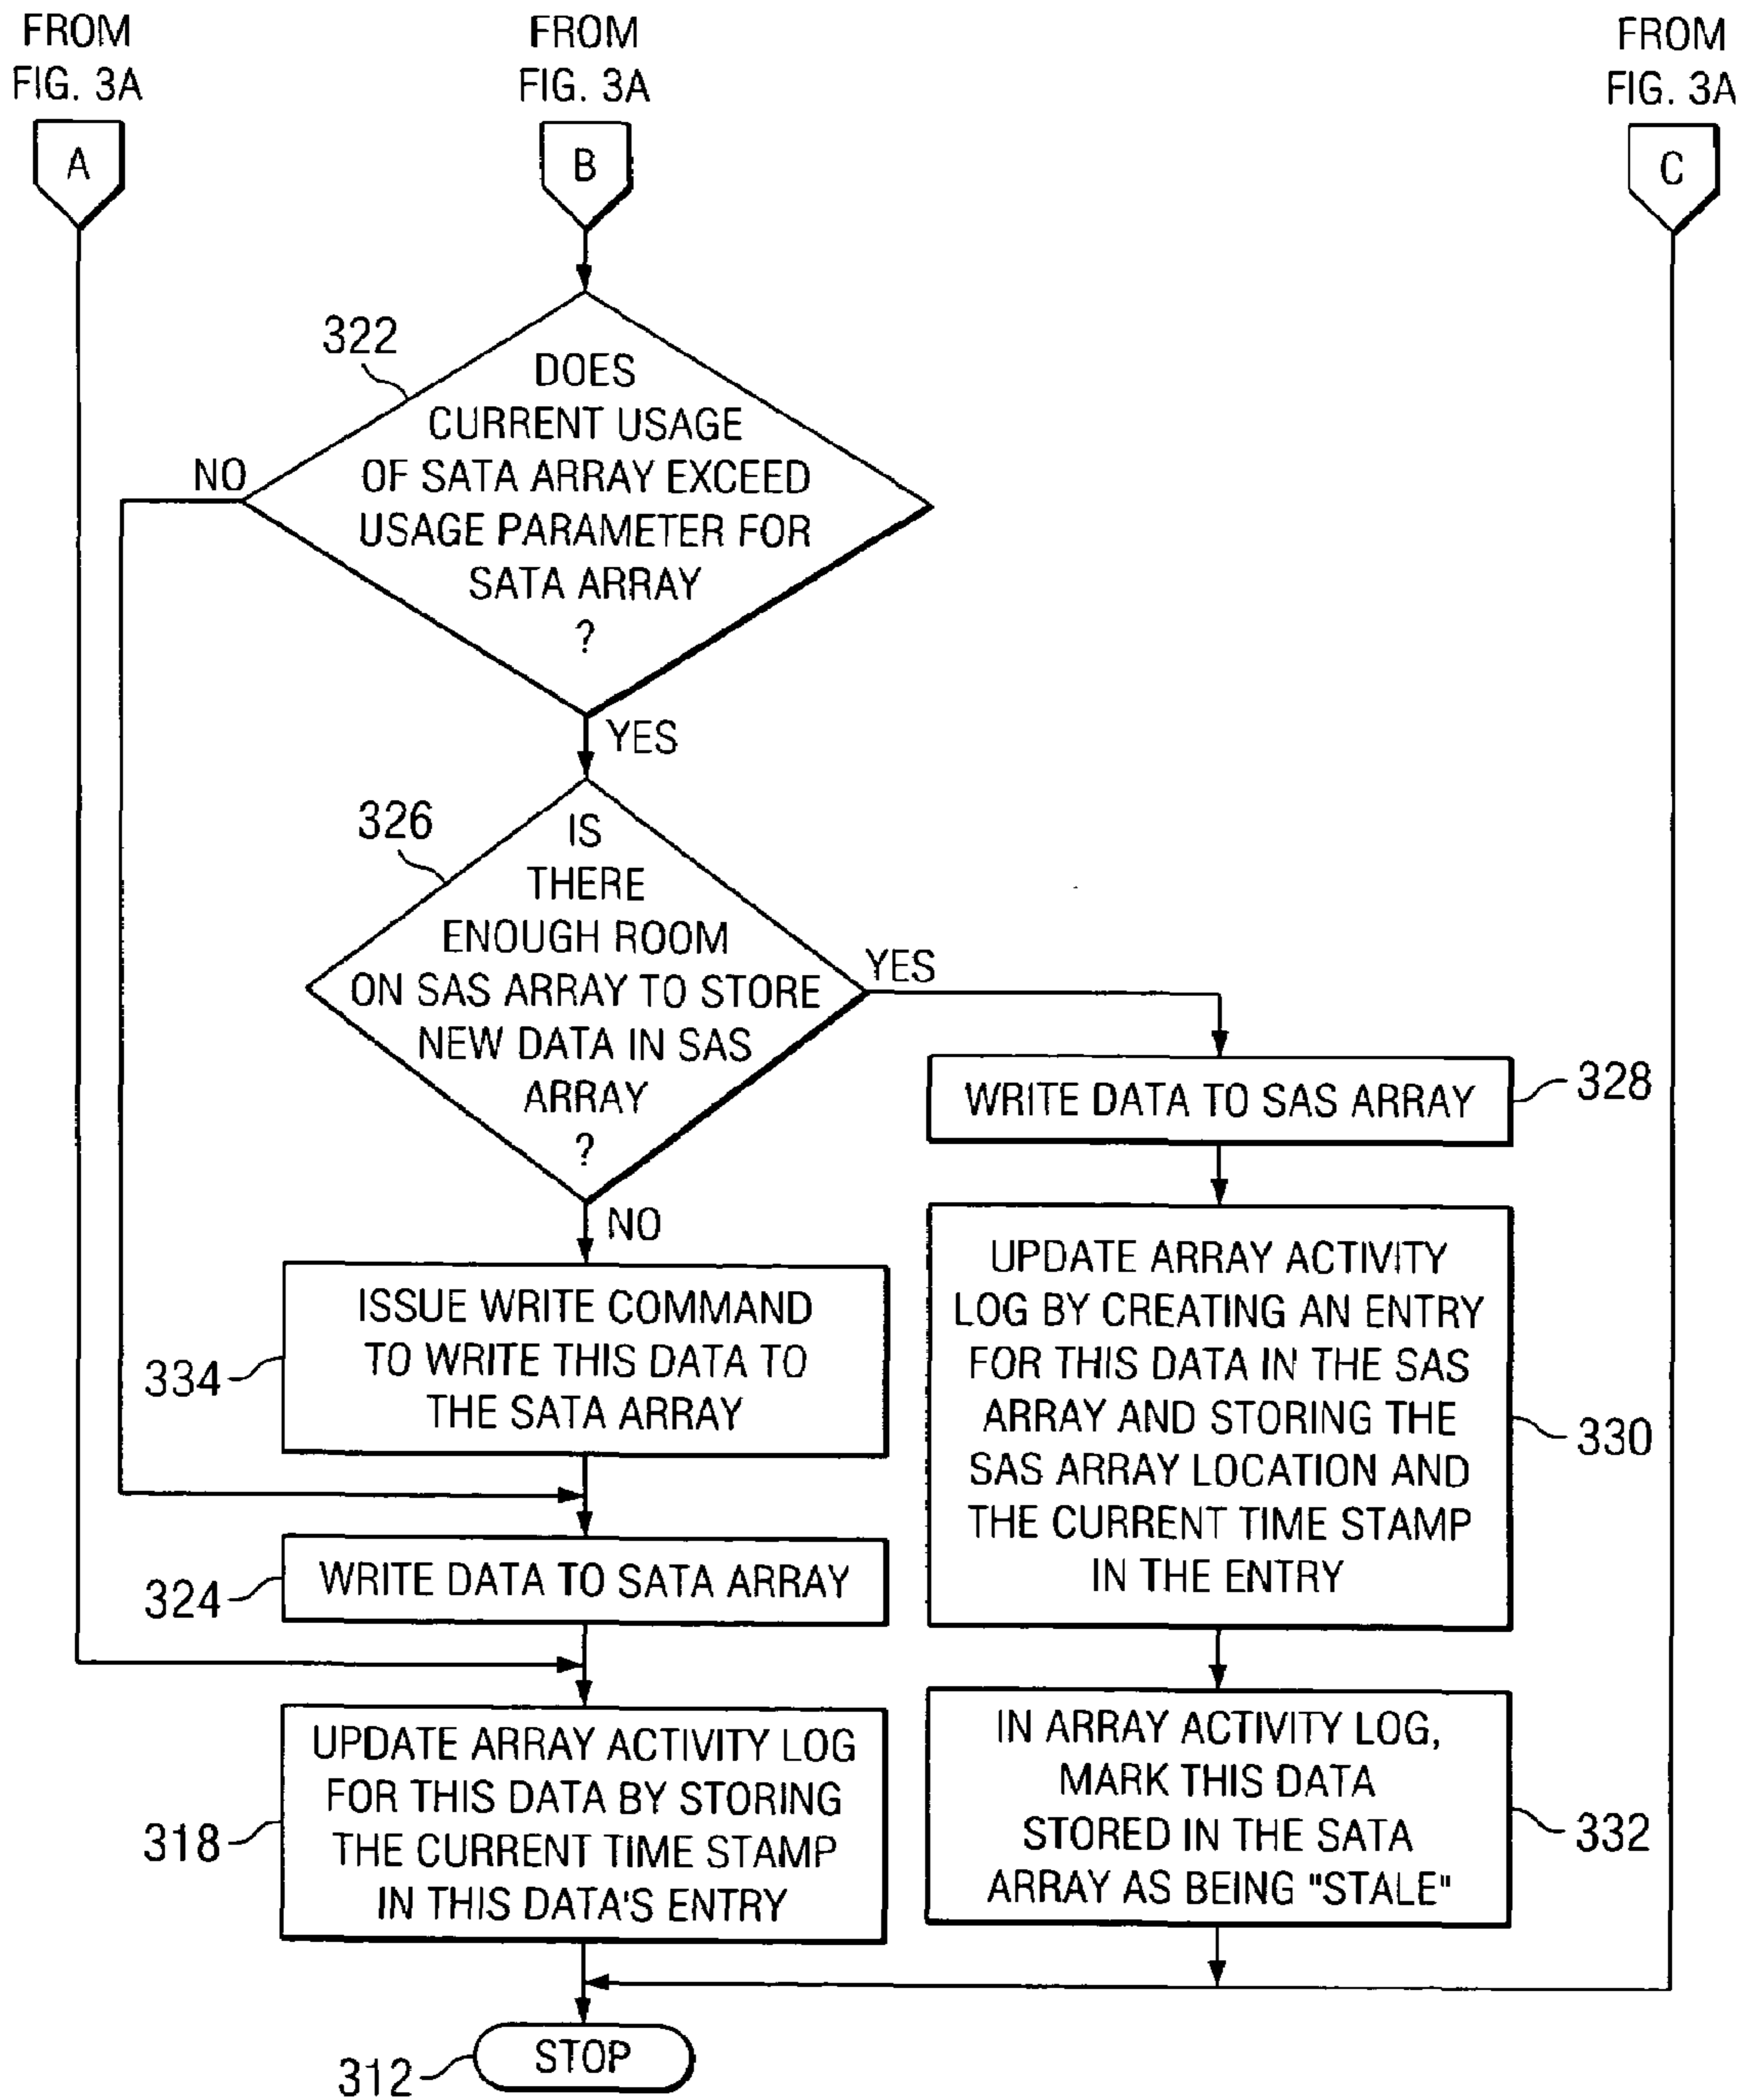 FROM
FIG. 3A
A
FROM
FIG. 3A
B
FROM
FIG. 3A
C
322
DOES
CURRENT USAGE
OF SATA ARRAY EXCEED
USAGE PARAMETER FOR
SATA ARRAY
?
NO
YES
326
IS
THERE
ENOUGH ROOM
ON SAS ARRAY TO STORE
NEW DATA IN SAS
ARRAY
?
YES
NO
WRITE DATA TO SAS ARRAY
328
UPDATE ARRAY ACTIVITY
LOG BY CREATING AN ENTRY
FOR THIS DATA IN THE SAS
ARRAY AND STORING THE
SAS ARRAY LOCATION AND
THE CURRENT TIME STAMP
IN THE ENTRY
330
ISSUE WRITE COMMAND
TO WRITE THIS DATA TO
THE SATA ARRAY
334
WRITE DATA TO SATA ARRAY
324
UPDATE ARRAY ACTIVITY LOG
FOR THIS DATA BY STORING
THE CURRENT TIME STAMP
IN THIS DATA'S ENTRY
318
IN ARRAY ACTIVITY LOG,
MARK THIS DATA
STORED IN THE SATA
ARRAY AS BEING "STALE"
332
STOP
312